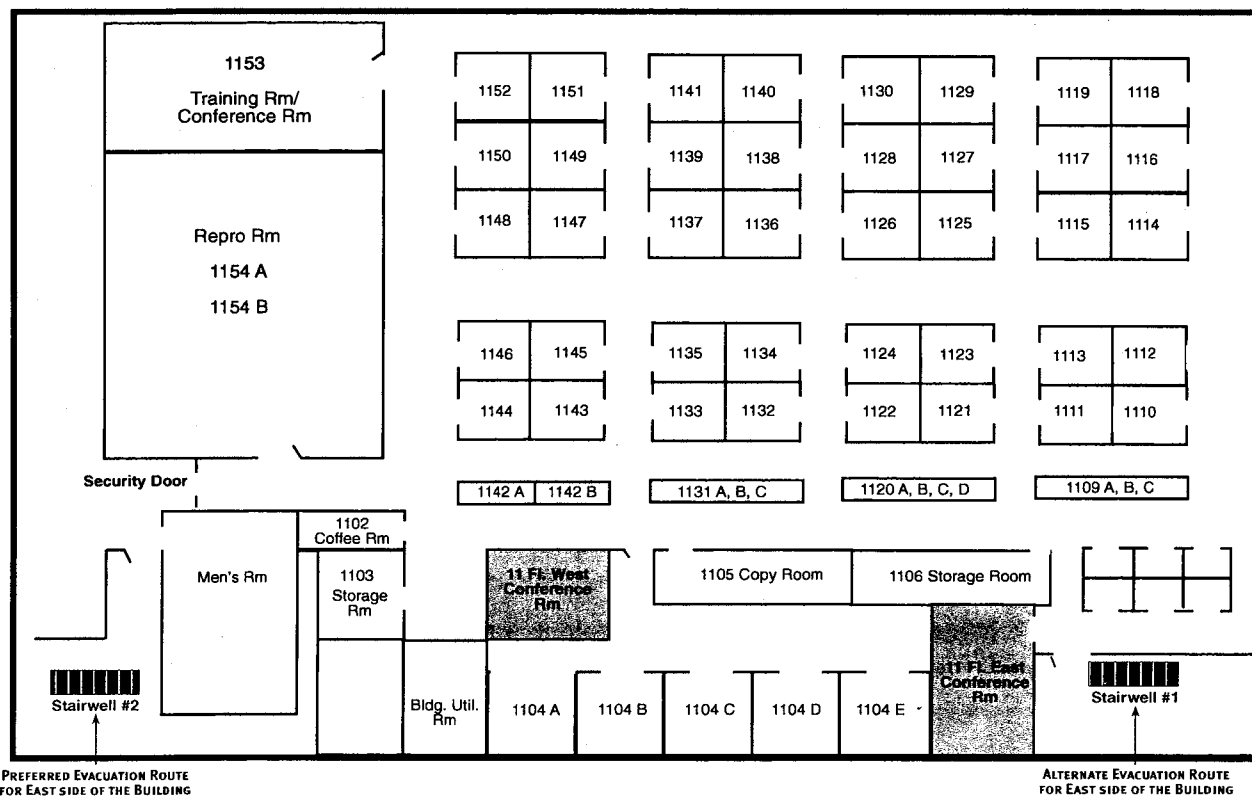 1153
Training Rm/
Conference Rm
Repro Rm
1154 A
1154 B
1152 1151
1150 1149
1148 1147
1141 1140
1139 1138
1137 1136
1130 1129
1128 1127
1126 1125
1119 1118
1117 1116
1115 1114
1146 1145
1144 1143
1135 1134
1133 1132
1124 1123
1122 1121
1113 1112
1111 1110
Security Door
1142 A 1142 B
1131 A, B, C
1120 A, B, C, D
1109 A, B, C
1102
Coffee Rm
Men's Rm
1103
Storage
Rm
11 Fl. West
Conference
Rm
1105 Copy Room
1106 Storage Room
11 Fl. East
Conference
Rm
Bldg. Util.
Rm
1104 A
1104 B
1104 C
1104 D
1104 E
Stairwell #2
Stairwell #1
PREFERRED EVACUATION ROUTE
FOR EAST SIDE OF THE BUILDING
ALTERNATE EVACUATION ROUTE
FOR EAST SIDE OF THE BUILDING